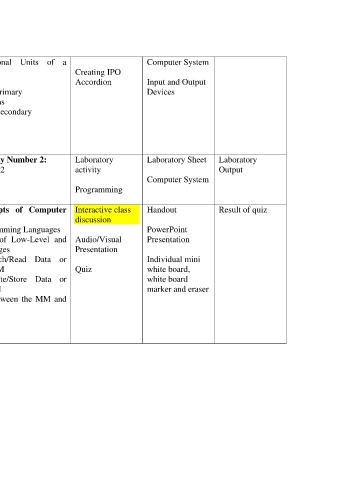 onal Units of a
rimary
ns
econdary
Creating IPO
Accordion
Computer System
Input and Output
Devices
y Number 2:
2
Laboratory
activity
Programming
Laboratory Sheet
Computer System
Laboratory
Output
pts of Computer
mming Languages
of Low-Level and
ges
ch/Read Data or
M
te/Store Data or
ween the MM and
Interactive class
discussion
Audio/Visual
Presentation
Quiz
Handout
PowerPoint
Presentation
Individual mini
white board,
white board
marker and eraser
Result of quiz